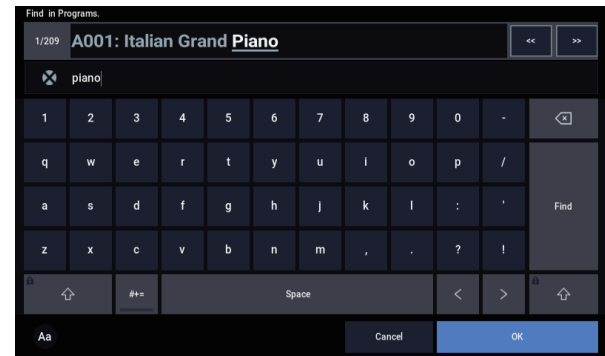 Find in Programs.
1/209 A001: Italian Grand Piano << >>
piano
1 2 3 4 5 6 7 8 9 0 -
q w e r t y u i o p /
a s d f g h j k l : ' Find
z x c v b n m , . ? !
#+= Space < >
Aa Cancel OK